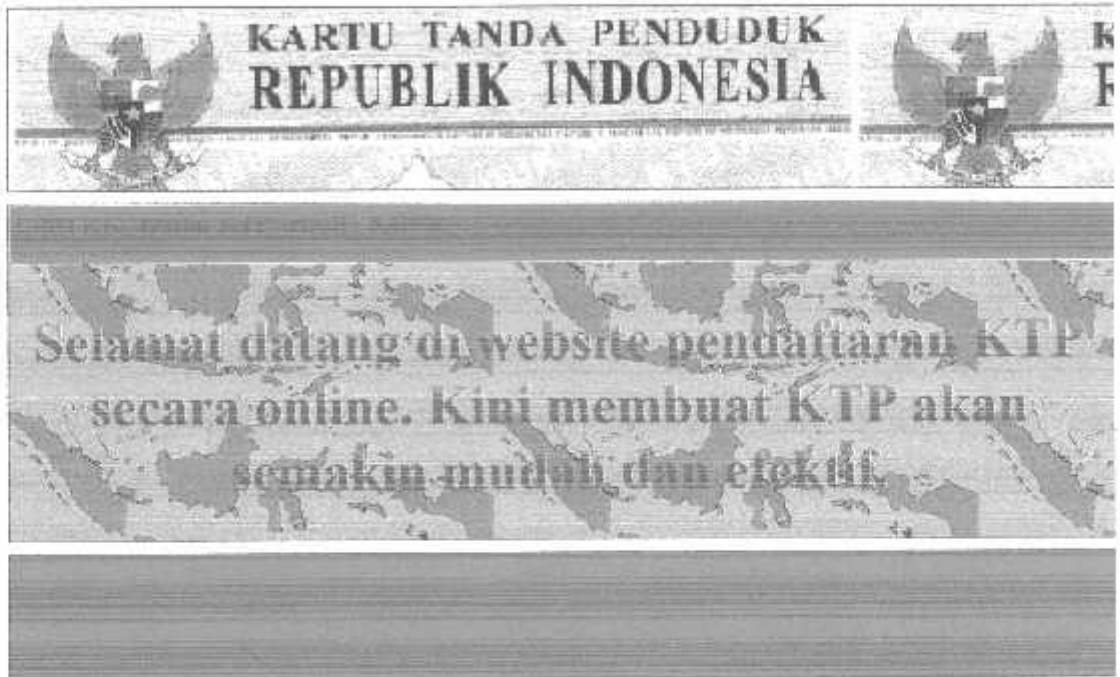 KARTU TANDA PENDUDUK
REPUBLIK INDONESIA
K
R
Selamat datang di website pendaftaran KTP
secara online. Kini membuat KTP akan
semakin mudah dan efektif.